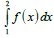 ∫₁² f(x)dx